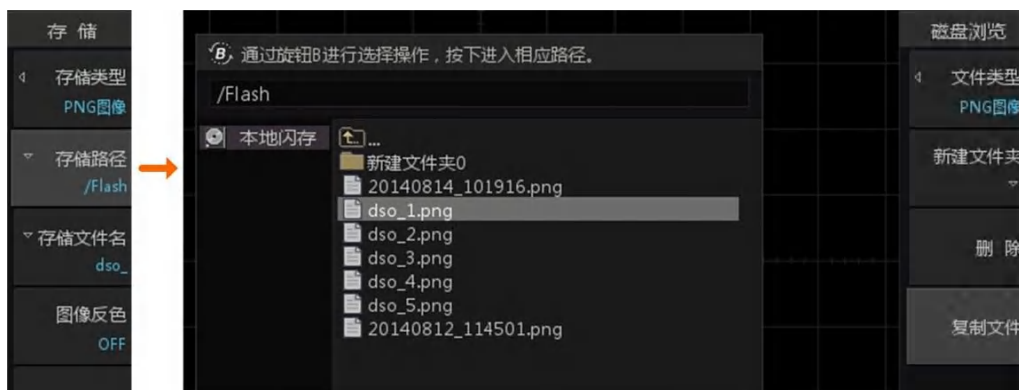 存 储
存储类型
PNG图像
存储路径
/Flash
存储文件名
dso_
图像反色
OFF
B 通过旋钮B进行选择操作，按下进入相应路径。
/Flash
本地闪存
...
新建文件夹0
20140814_101916.png
dso_1.png
dso_2.png
dso_3.png
dso_4.png
dso_5.png
20140812_114501.png
磁盘浏览
文件类型
PNG图像
新建文件夹
删 除
复制文件